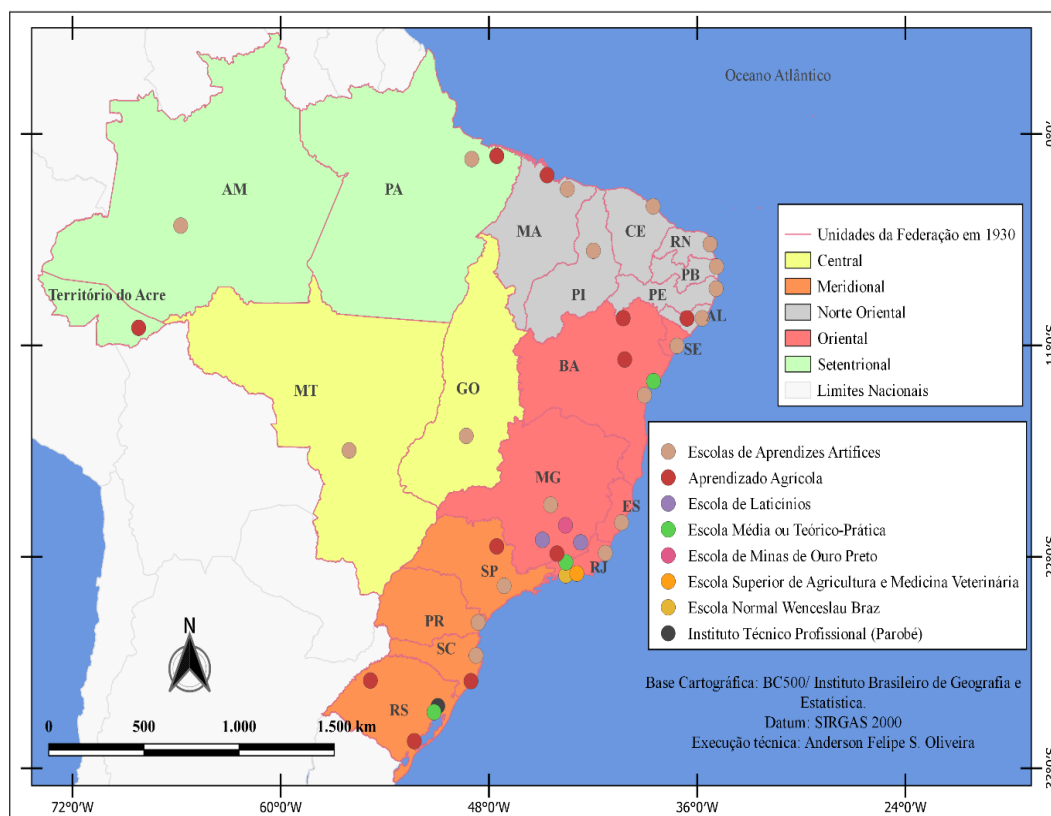 Oceano Atlântico
AM
PA
MA
CE
RN
PB
PI
PE
AL
SE
Território do Acre
BA
MT
GO
MG
ES
RJ
SP
PR
SC
RS
Unidades da Federação em 1930
Central
Meridional
Norte Oriental
Oriental
Setentrional
Limites Nacionais
Escolas de Aprendizes Artífices
Aprendizado Agrícola
Escola de Laticínios
Escola Média ou Teórico-Prática
Escola de Minas de Ouro Preto
Escola Superior de Agricultura e Medicina Veterinária
Escola Normal Wenceslau Braz
Instituto Técnico Profissional (Parobé)
N
0 500 1.000 1.500 km
Base Cartográfica: BC500/ Instituto Brasileiro de Geografia e
Estatística.
Datum: SIRGAS 2000
Execução técnica: Anderson Felipe S. Oliveira
72°0'W 60°0'W 48°0'W 36°0'W 24°0'W